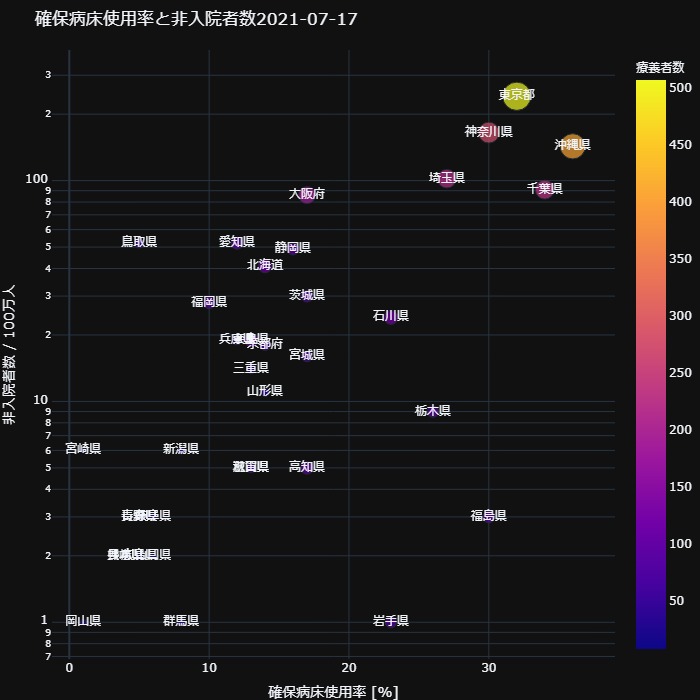 確保病床使用率と非入院者数2021-07-17
療養者数
500
450
400
350
300
250
200
150
100
50
非入院者数 / 100万人
3
2
100
9
8
7
6
5
4
3
2
10
9
8
7
6
5
4
3
2
1
9
8
7
東京都
神奈川県
沖縄県
埼玉県
千葉県
大阪府
鳥取県
愛知県
静岡県
北海道
福岡県
茨城県
石川県
兵庫県
京都府
宮城県
三重県
山形県
栃木県
宮崎県
新潟県
高知県
福島県
岡山県
群馬県
岩手県
0
10
20
30
確保病床使用率 [%]